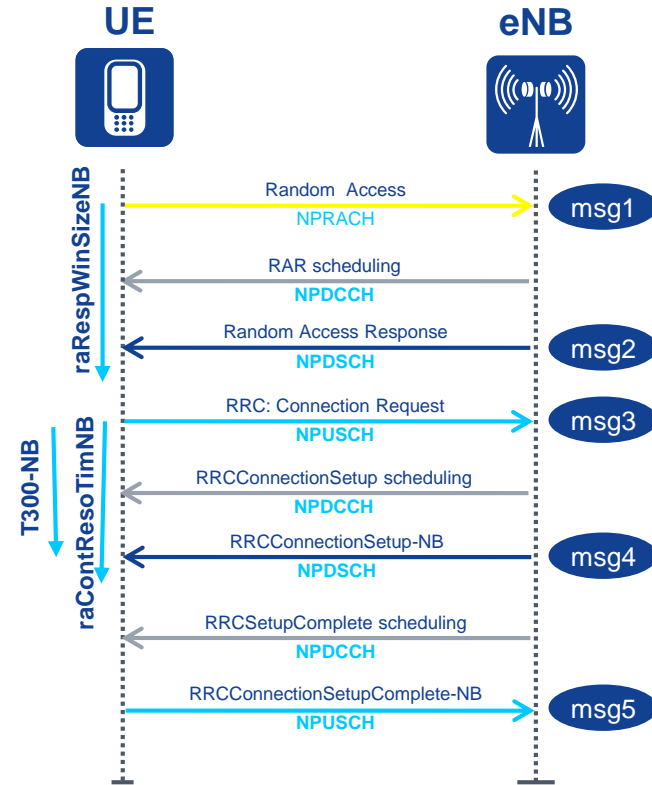 UE
eNB
raRespWinSizeNB
Random Access
NPRACH
msg1
RAR scheduling
NPDCCH
Random Access Response
NPDSCH
msg2
T300-NB
raContResoTimNB
RRC: Connection Request
NPUSCH
msg3
RRCConnectionSetup scheduling
NPDCCH
RRCConnectionSetup-NB
NPDSCH
msg4
RRCSetupComplete scheduling
NPDCCH
RRCConnectionSetupComplete-NB
NPUSCH
msg5